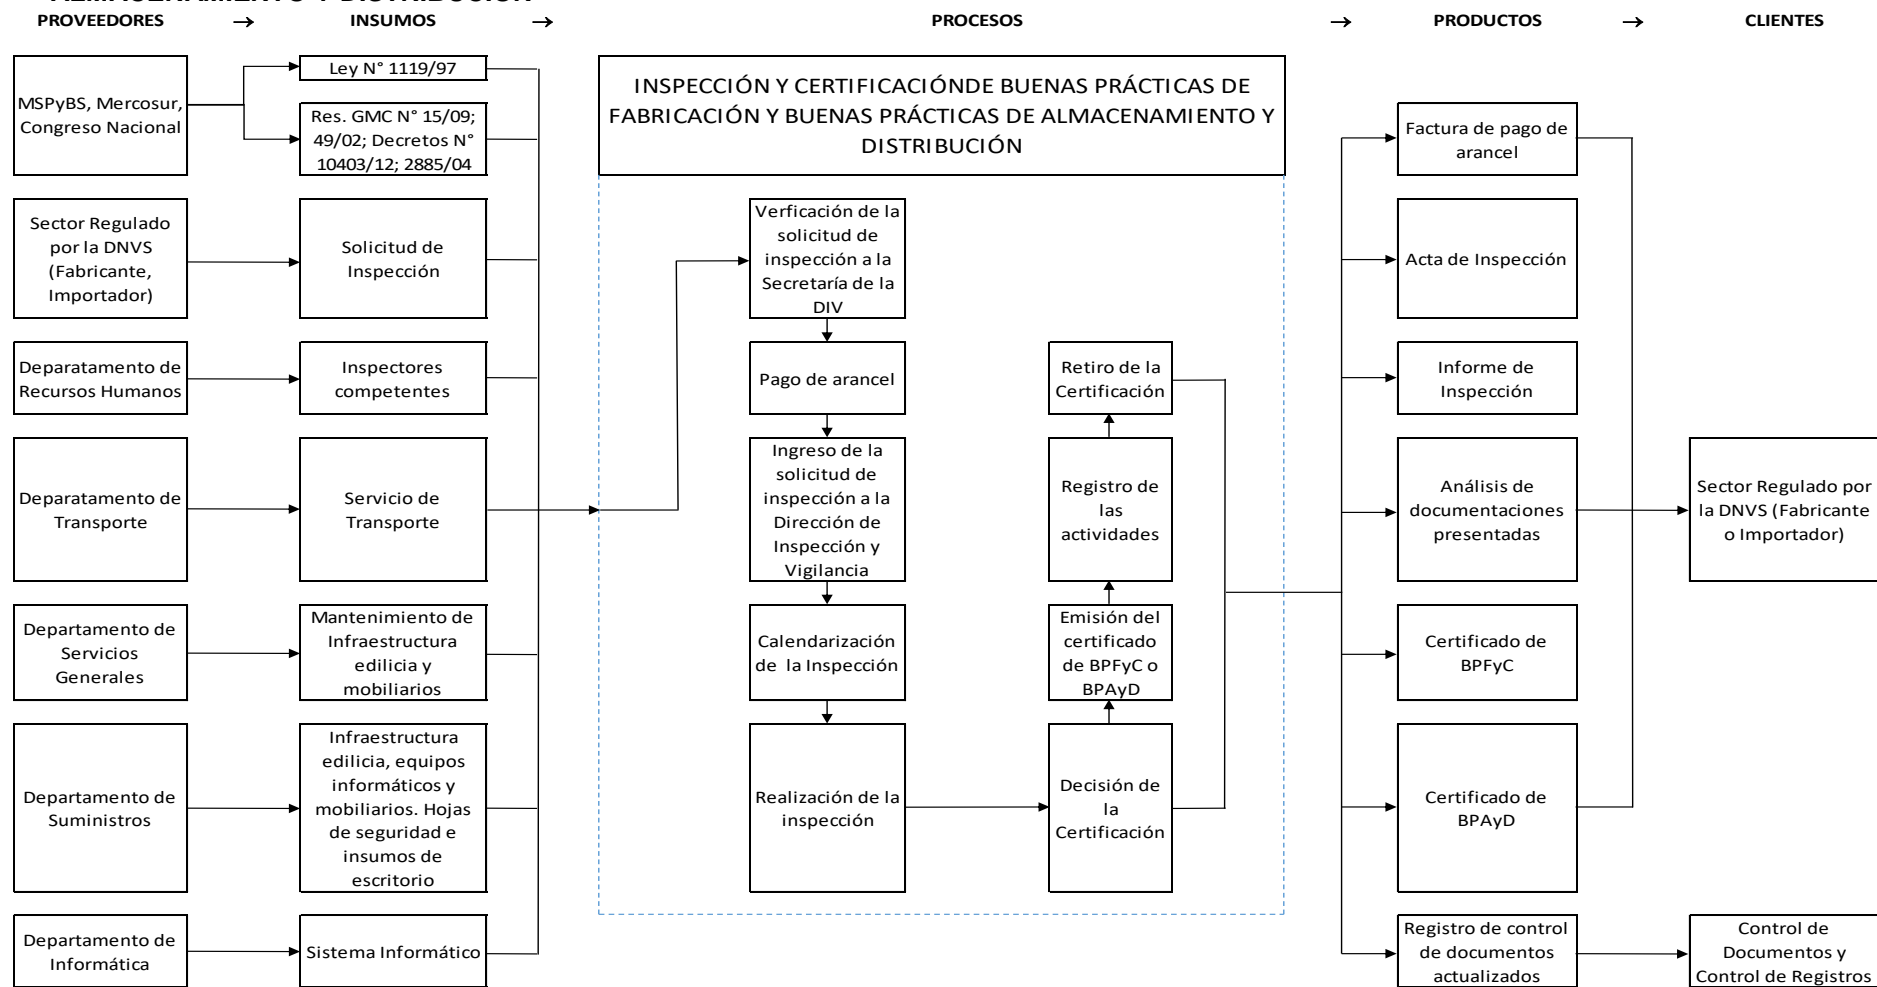 PROVEEDORES → INSUMOS → PROCESOS → PRODUCTOS → CLIENTES
MSPyBS, Mercosur,
Congreso Nacional
Ley N° 1119/97
Res. GMC N° 15/09;
49/02; Decretos N°
10403/12; 2885/04
Sector Regulado
por la DNVS
(Fabricante,
Importador)
Solicitud de
Inspección
Deparatamento de
Recursos Humanos
Inspectores
competentes
Deparatamento de
Transporte
Servicio de
Transporte
Departamento de
Servicios
Generales
Mantenimiento de
Infraestructura
edilicia y
mobiliarios
Departamento de
Suministros
Infraestructura
edilicia, equipos
informáticos y
mobiliarios. Hojas
de seguridad e
insumos de
escritorio
Departamento de
Informática
Sistema Informático
INSPECCIÓN Y CERTIFICACIÓNDE BUENAS PRÁCTICAS DE
FABRICACIÓN Y BUENAS PRÁCTICAS DE ALMACENAMIENTO Y
DISTRIBUCIÓN
Verficación de la
solicitud de
inspección a la
Secretaría de la
DIV
Pago de arancel
Ingreso de la
solicitud de
inspección a la
Dirección de
Inspección y
Vigilancia
Calendarización
de la Inspección
Realización de la
inspección
Decisión de
la
Certificación
Emisión del
certificado
de BPFyC o
BPAyD
Registro de
las
actividades
Retiro de la
Certificación
Factura de pago de
arancel
Acta de Inspección
Informe de
Inspección
Análisis de
documentaciones
presentadas
Certificado de
BPFyC
Certificado de
BPAyD
Registro de control
de documentos
actualizados
Sector Regulado por
la DNVS (Fabricante
o Importador)
Control de
Documentos y
Control de Registros